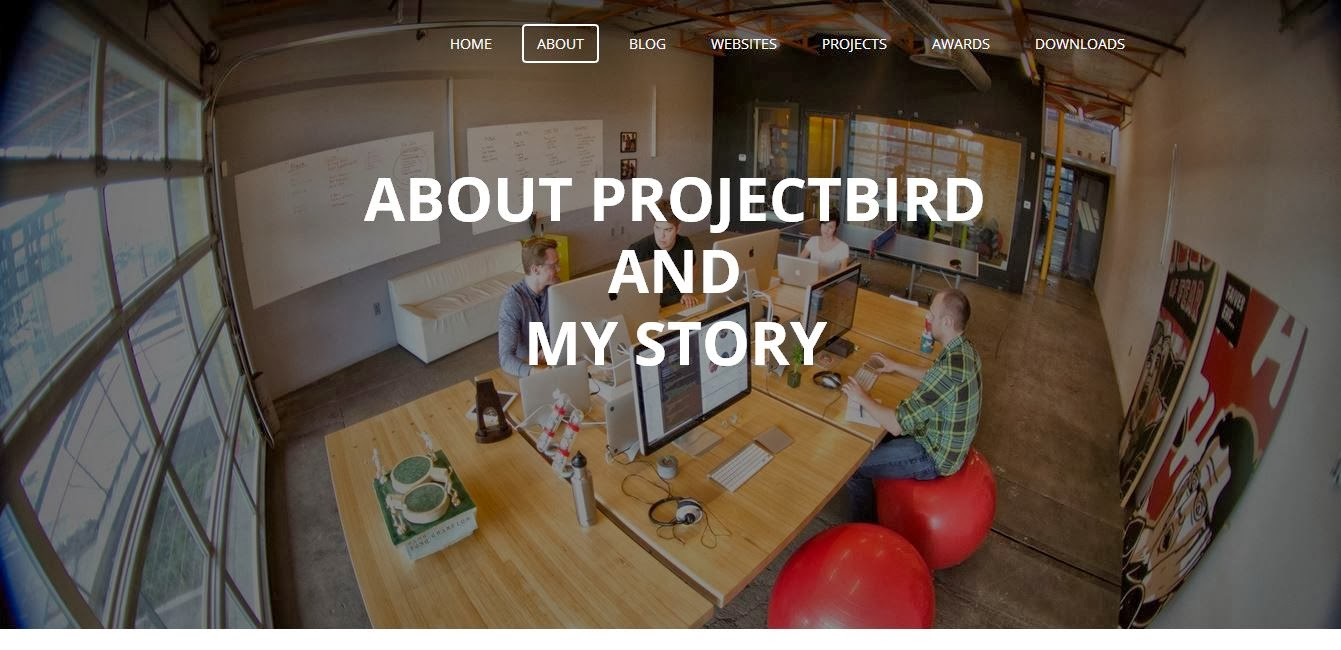 HOME ABOUT BLOG WEBSITES PROJECTS AWARDS DOWNLOADS
ABOUT PROJECTBIRD
AND
MY STORY